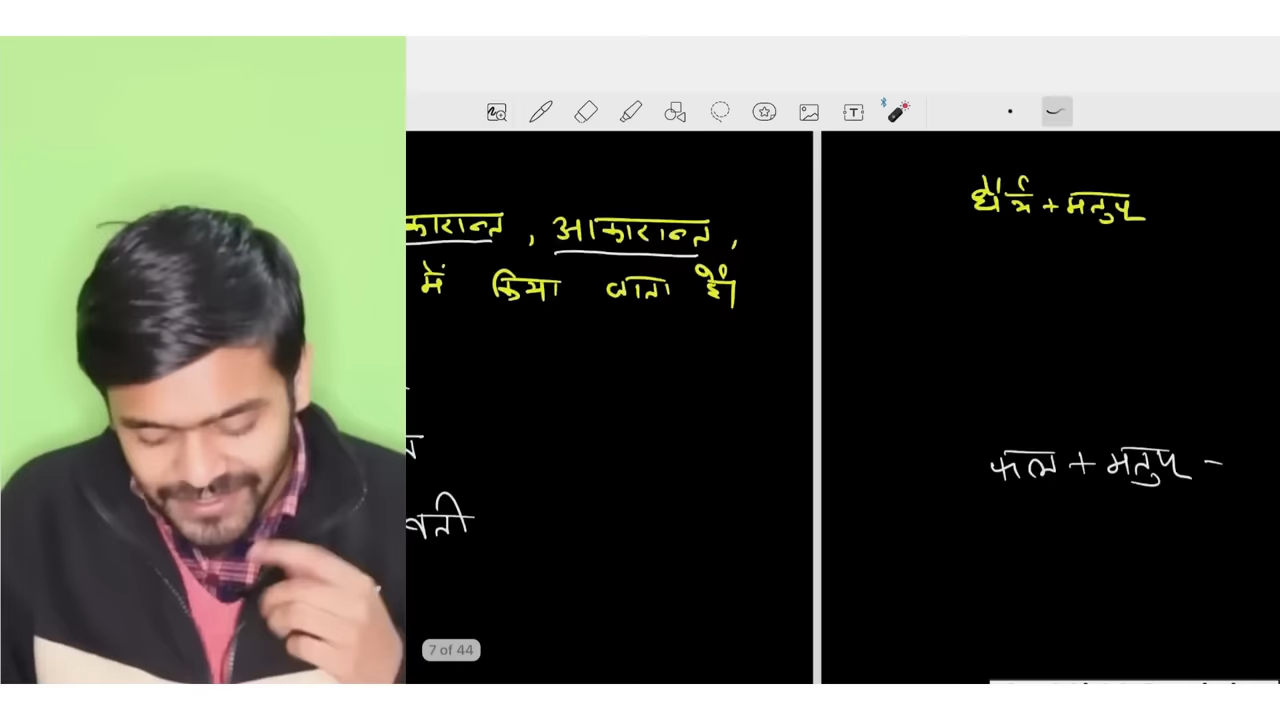 कारान्त , आकारान्त ,
में किया जाता है।
वती
7 of 44
धैर्य + मतुप्
फल + मतुप् -